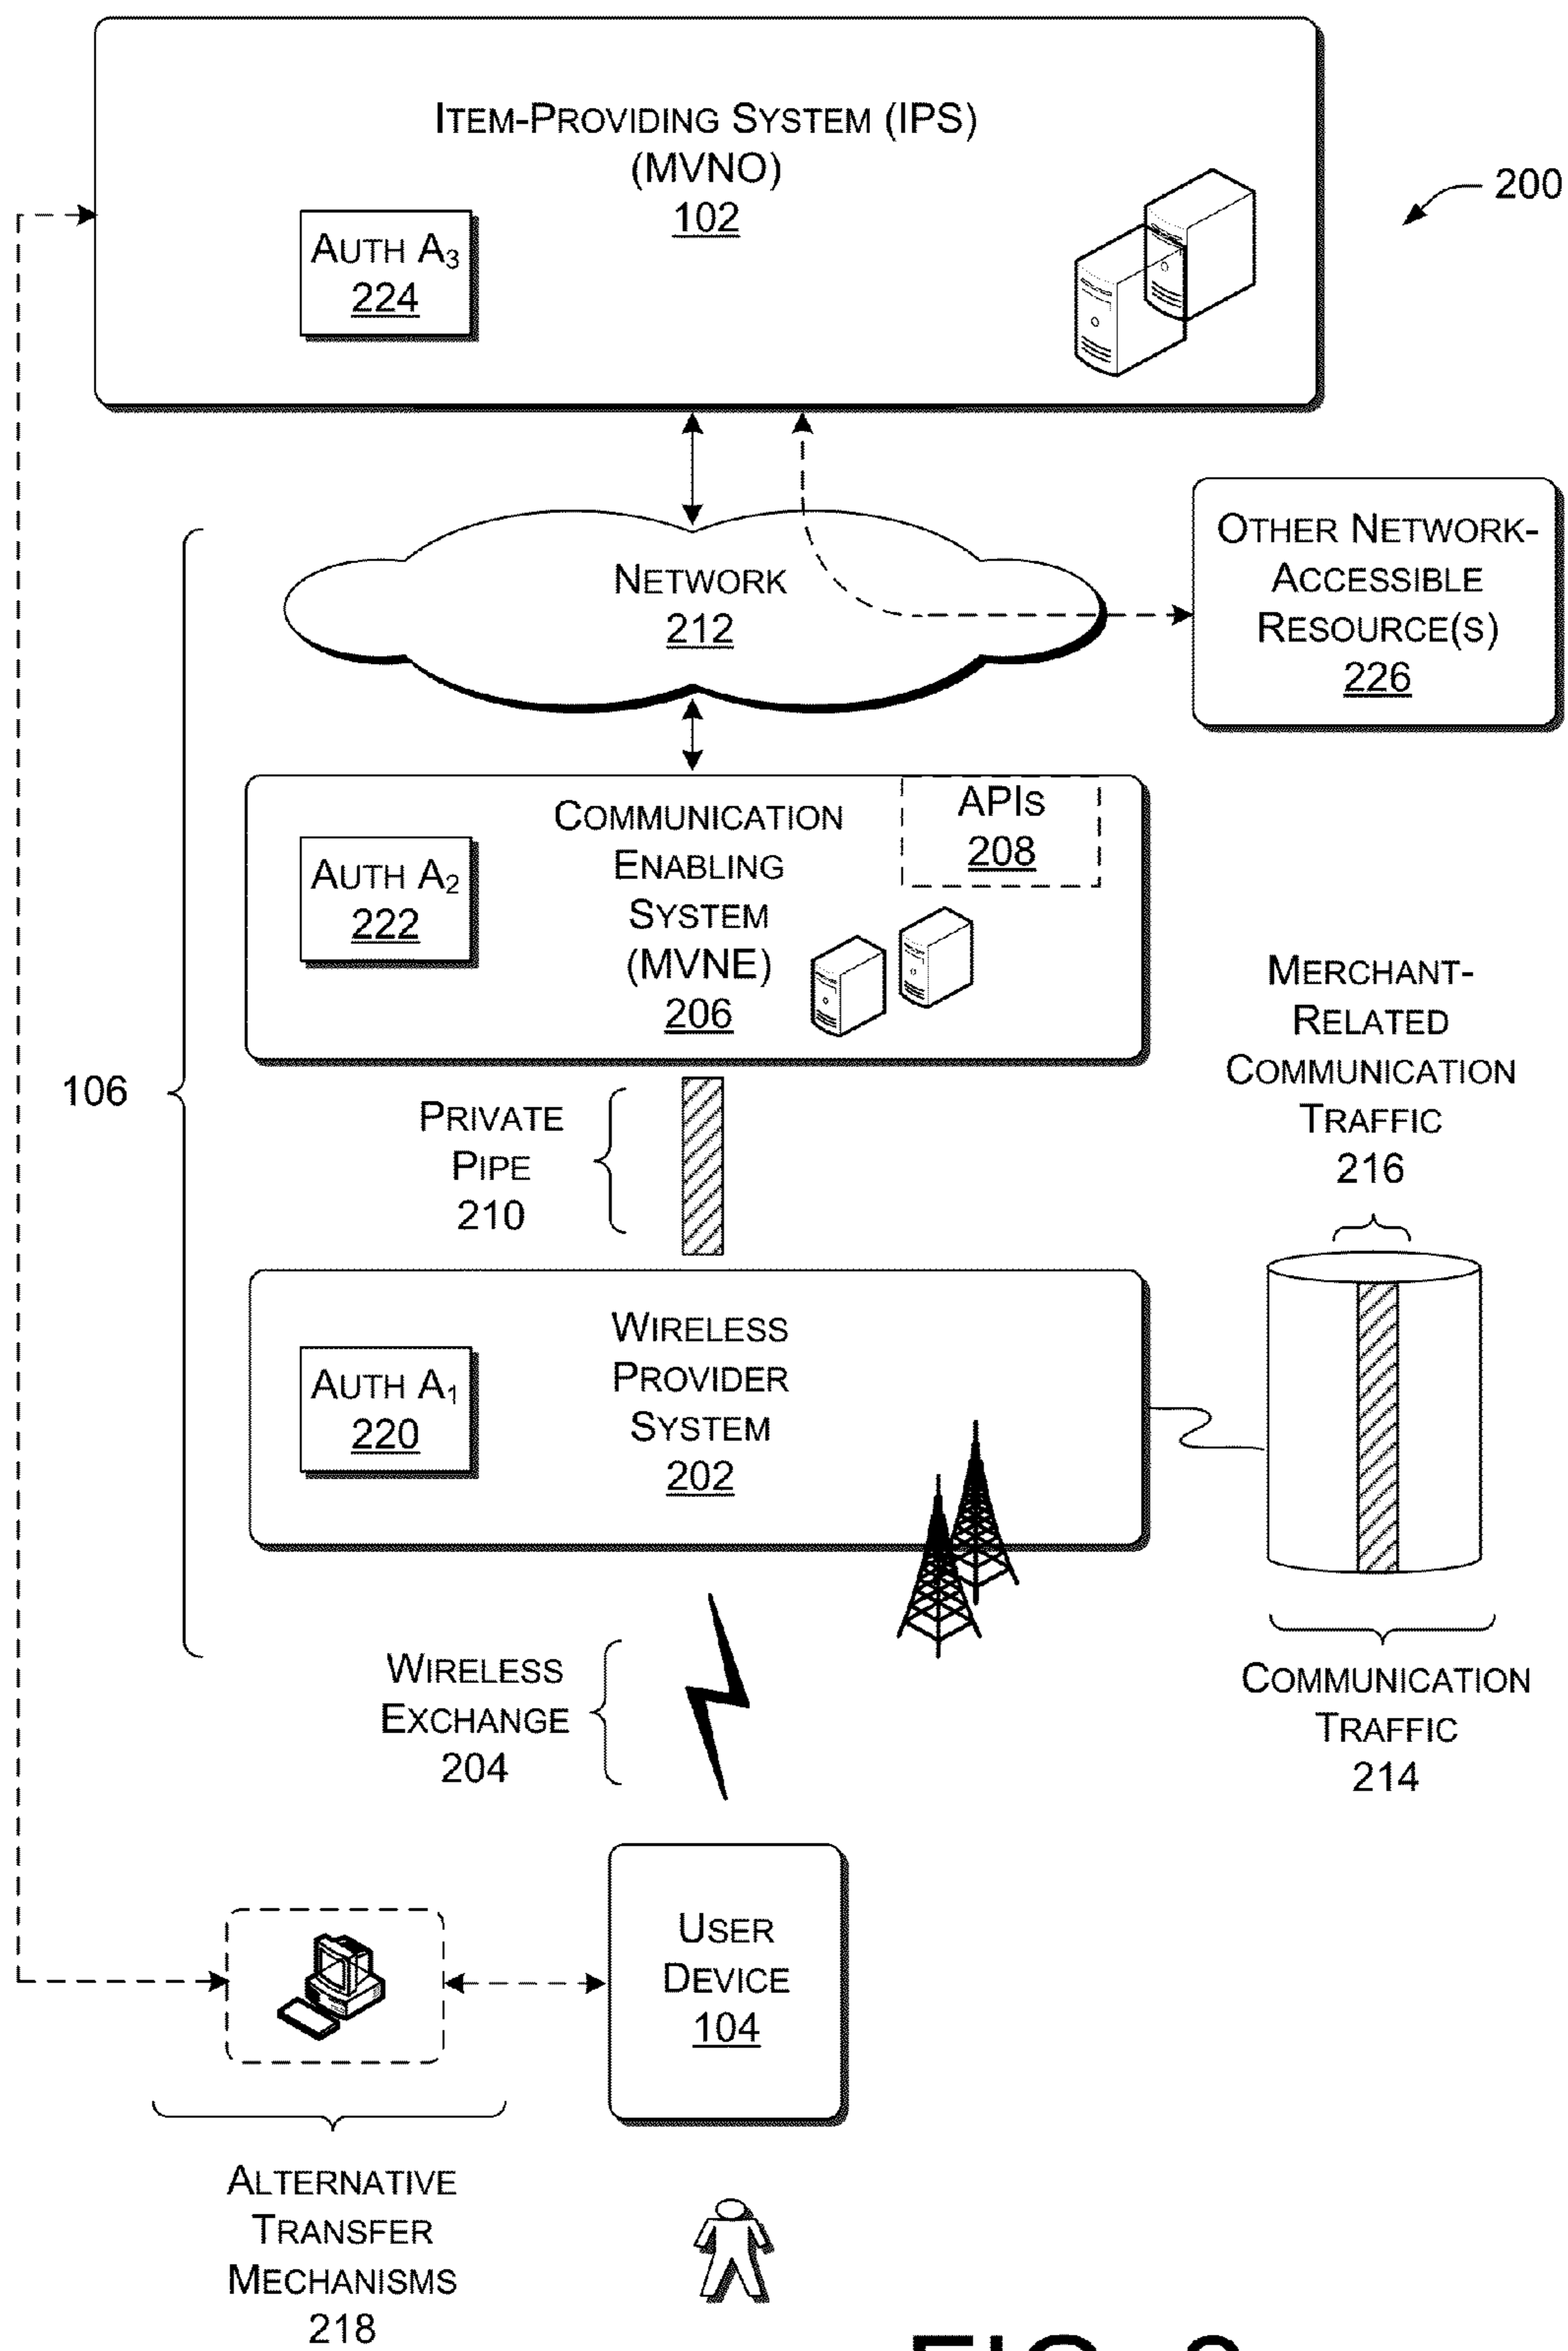 ITEM-PROVIDING SYSTEM (IPS)
(MVNO)
102
AUTH A3
224
200
NETWORK
212
OTHER NETWORK-
ACCESSIBLE
RESOURCE(S)
226
COMMUNICATION
ENABLING
SYSTEM
(MVNE)
206
APIS
208
AUTH A2
222
106
PRIVATE
PIPE
210
MERCHANT-
RELATED
COMMUNICATION
TRAFFIC
216
WIRELESS
PROVIDER
SYSTEM
202
AUTH A1
220
WIRELESS
EXCHANGE
204
COMMUNICATION
TRAFFIC
214
USER
DEVICE
104
ALTERNATIVE
TRANSFER
MECHANISMS
218